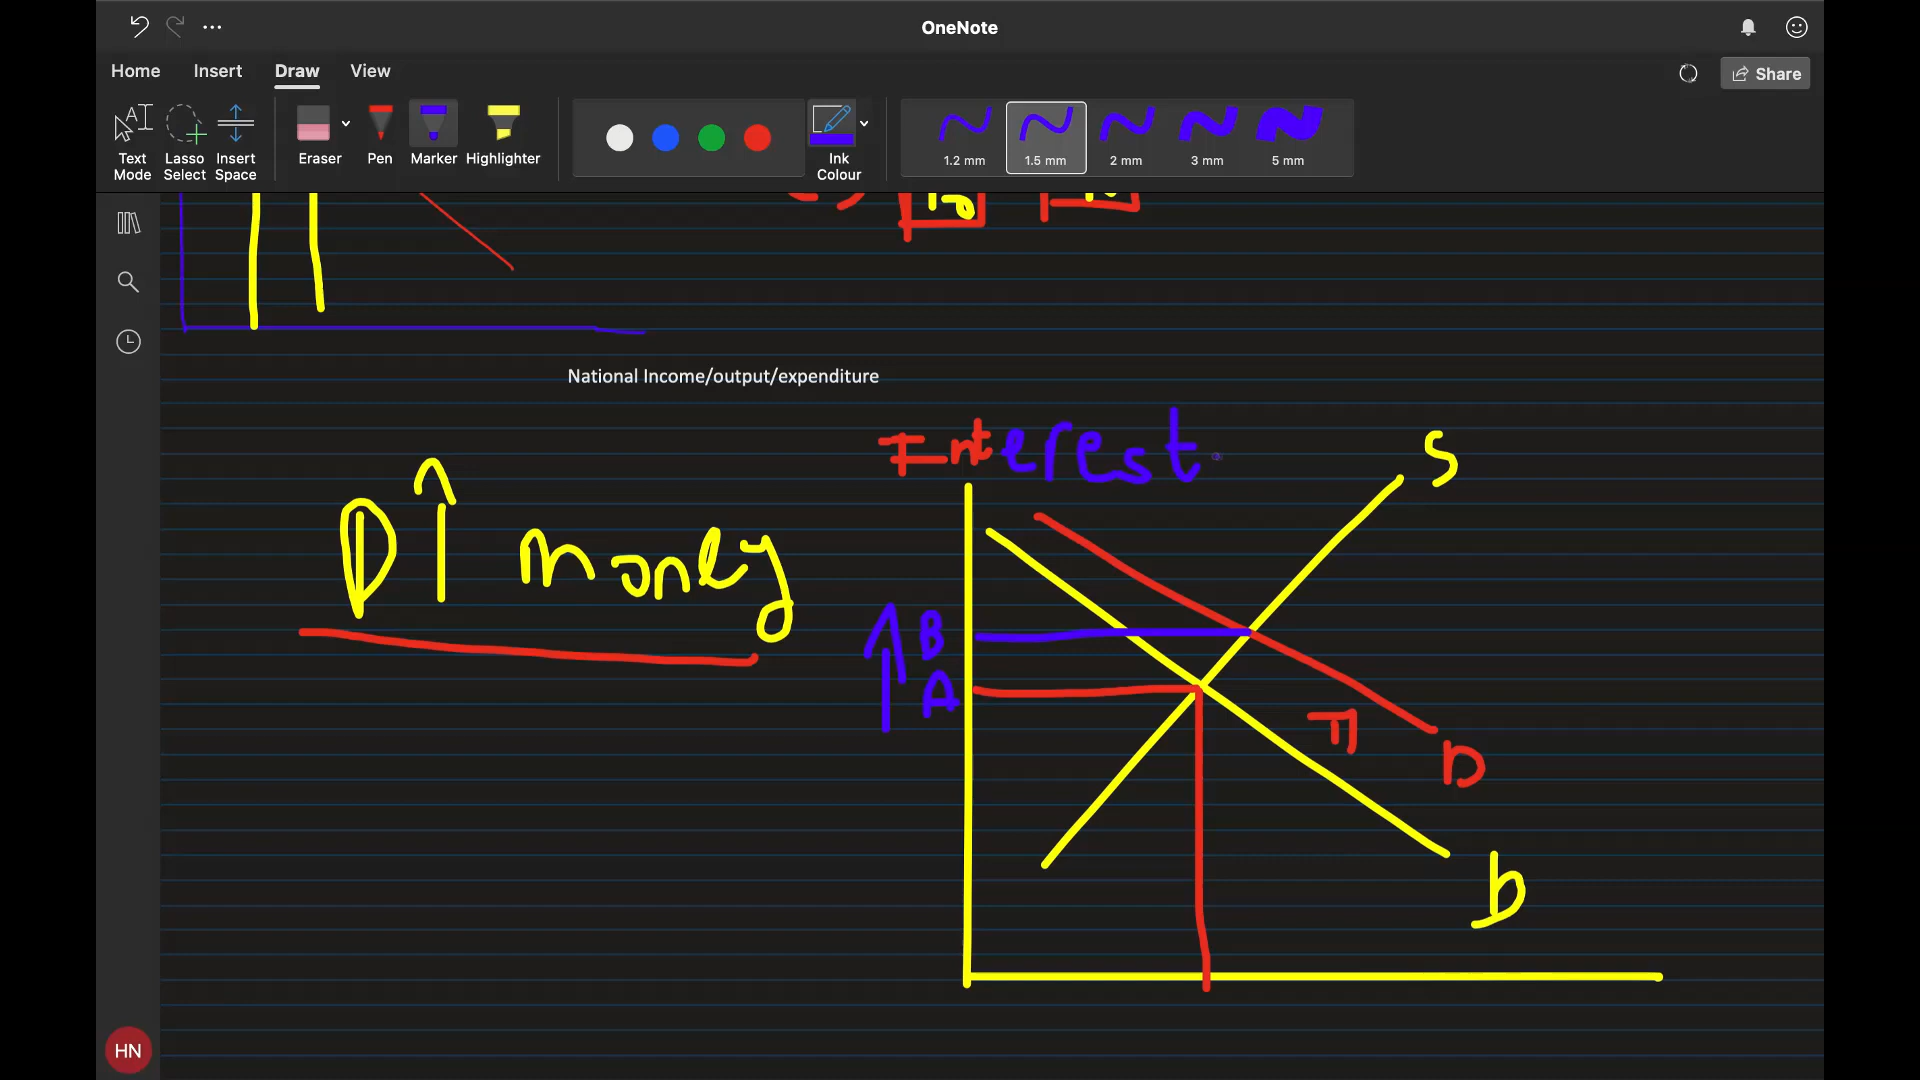 OneNote
Home Insert Draw View
Share
Text Mode
Lasso Select
Insert Space
Eraser
Pen
Marker
Highlighter
Ink Colour
1.2 mm
1.5 mm
2 mm
3 mm
5 mm
National Income/output/expenditure
Interest
S
D↑ money
B
A
D
D
HN